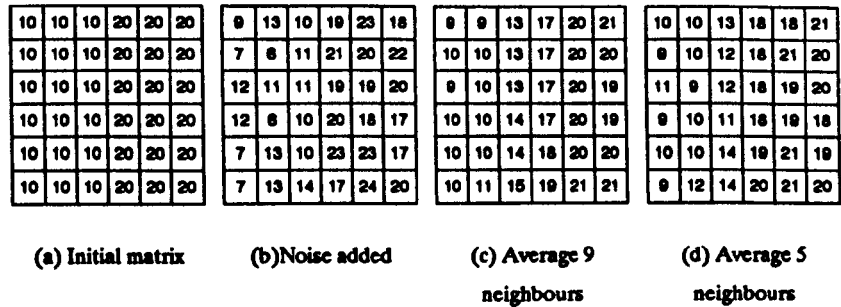 10 10 10 20 20 20
10 10 10 20 20 20
10 10 10 20 20 20
10 10 10 20 20 20
10 10 10 20 20 20
10 10 10 20 20 20
(a) Initial matrix
9 13 10 19 23 18
7 6 11 21 20 22
12 11 11 19 19 20
12 6 10 20 18 17
7 13 10 23 23 17
7 13 14 17 24 20
(b)Noise added
9 9 13 17 20 21
10 10 13 17 20 20
9 10 13 17 20 19
10 10 14 17 20 19
10 10 14 18 20 20
10 11 15 19 21 21
(c) Average 9
neighbours
10 10 13 18 18 21
9 10 12 18 21 20
11 9 12 18 19 20
9 10 11 18 19 18
10 10 14 19 21 19
9 12 14 20 21 20
(d) Average 5
neighbours